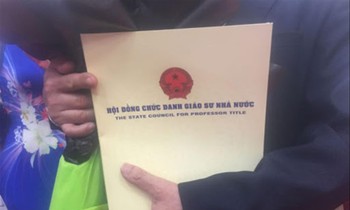 HỘI ĐỒNG CHỨC DANH GIÁO SƯ NHÀ NƯỚC
THE STATE COUNCIL FOR PROFESSOR TITLE